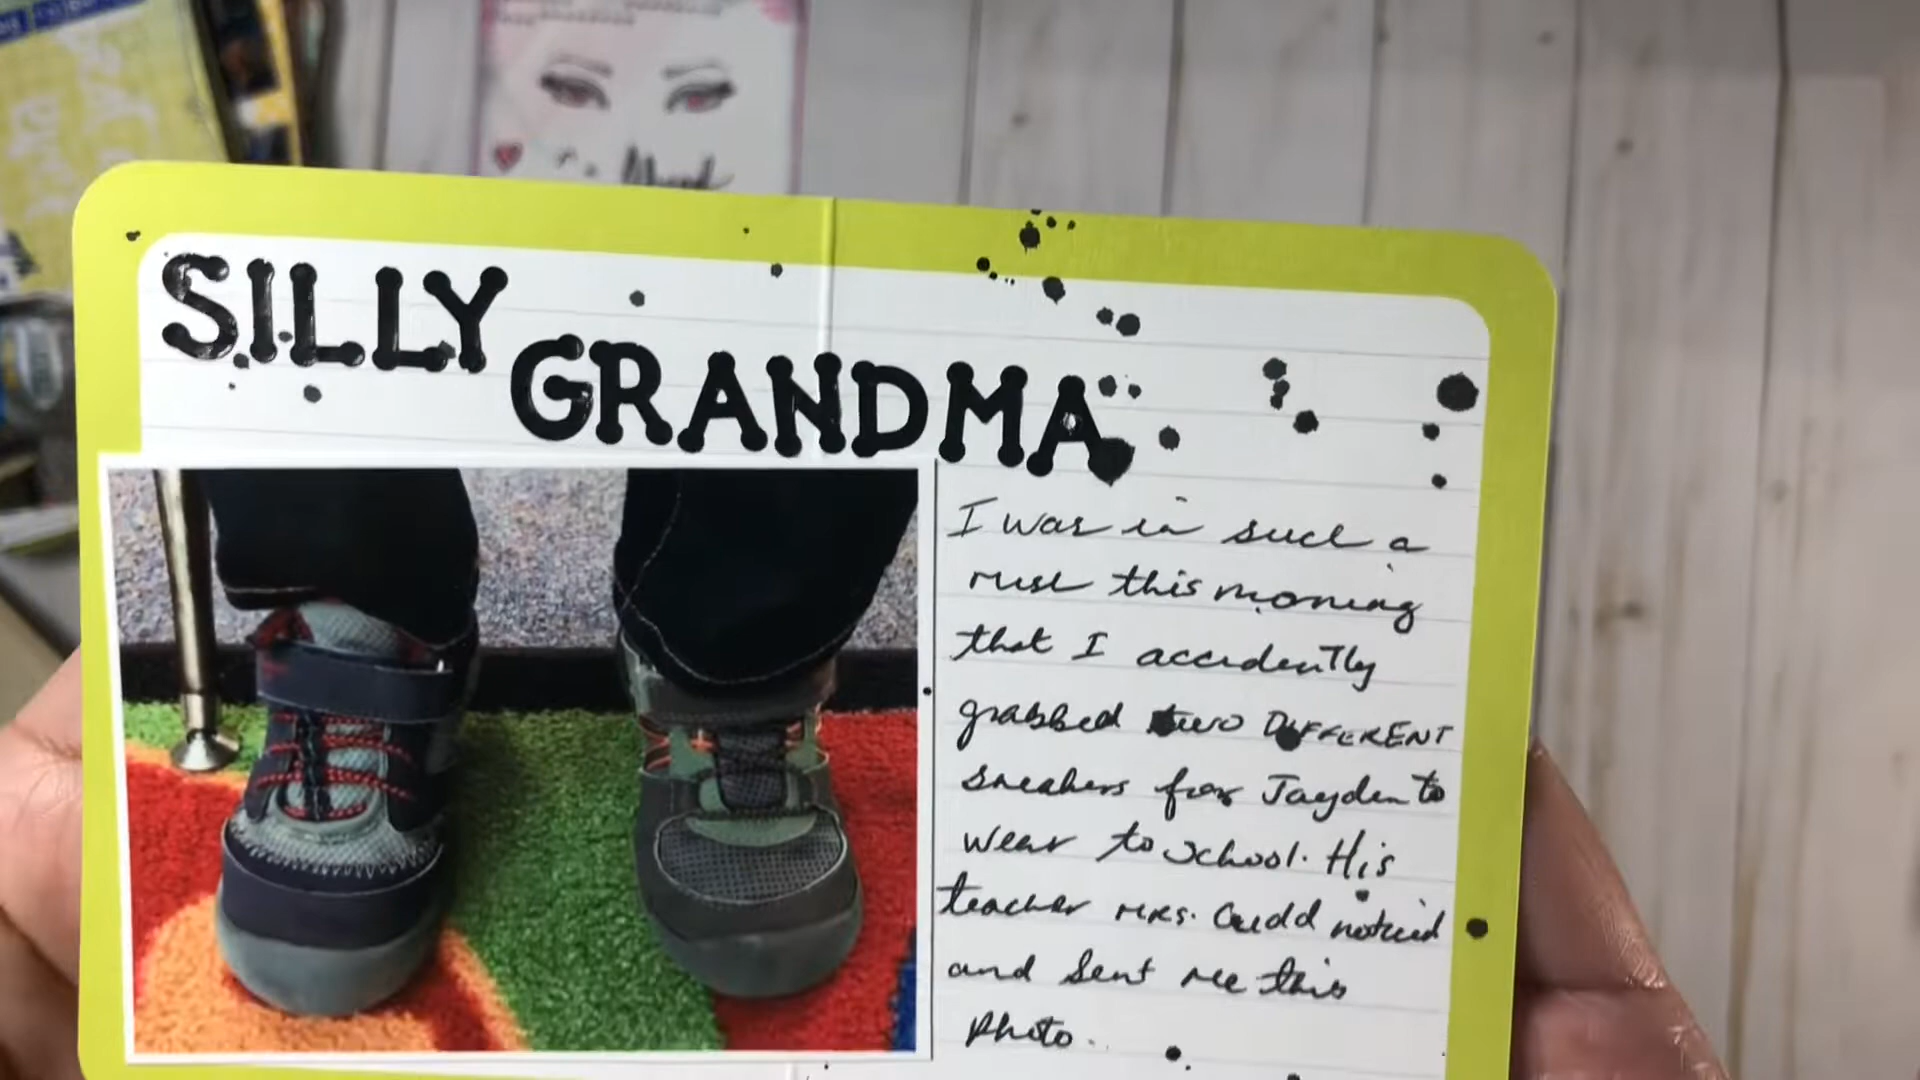 SILLY
GRANDMA
I was in such a
rush this morning
that I accidently
grabbed two DIFFERENT
sneakers for Jayden to
wear to school. His
teacher MRS. Cudd noticed
and sent me this
photo.